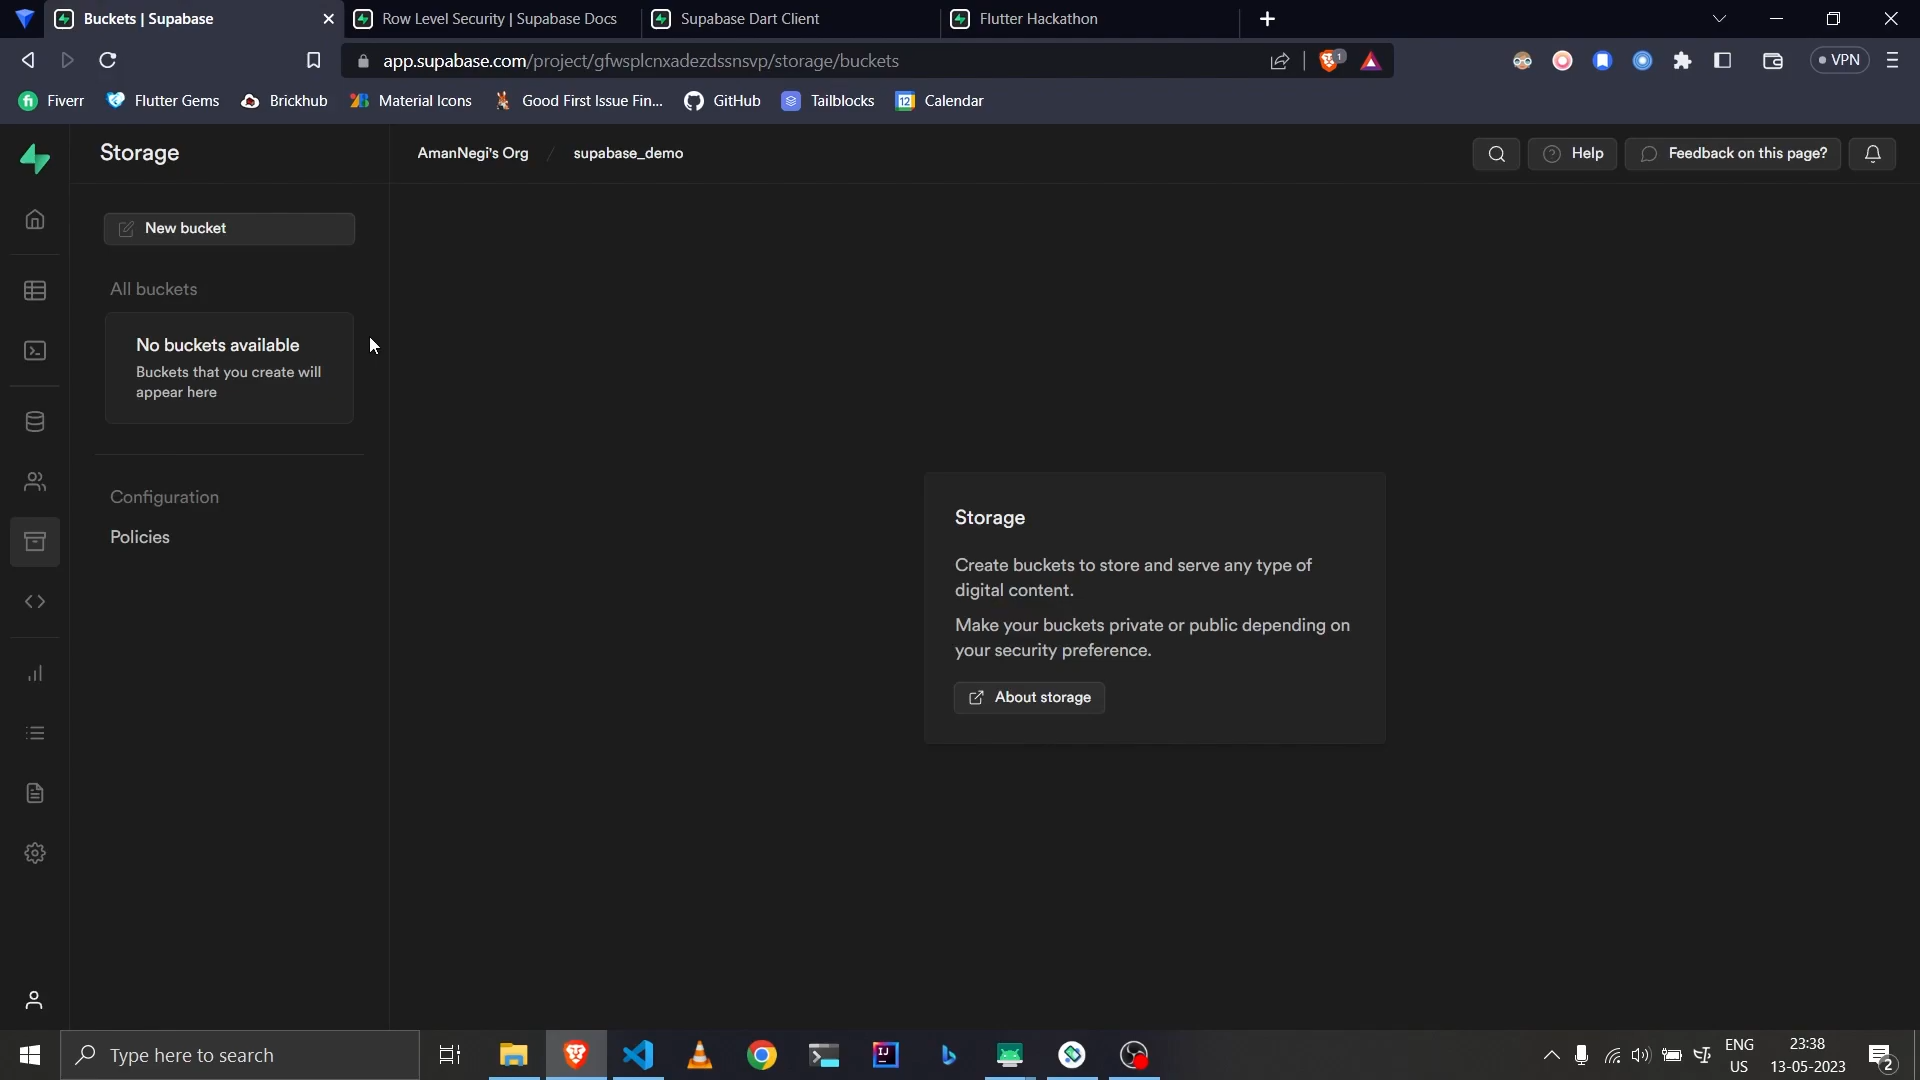 Buckets | Supabase
Row Level Security | Supabase Docs
Supabase Dart Client
Flutter Hackathon
app.supabase.com/project/gfwsplcnxadezdssnsvp/storage/buckets
1
VPN
Fiverr
Flutter Gems
Brickhub
Material Icons
Good First Issue Fin...
GitHub
Tailblocks
12
Calendar
Storage
AmanNegi's Org / supabase_demo
Help
Feedback on this page?
New bucket
All buckets
No buckets available
Buckets that you create will
appear here
Configuration
Policies
Storage
Create buckets to store and serve any type of
digital content.
Make your buckets private or public depending on
your security preference.
About storage
Type here to search
IJ
ENG
US
23:38
13-05-2023
2